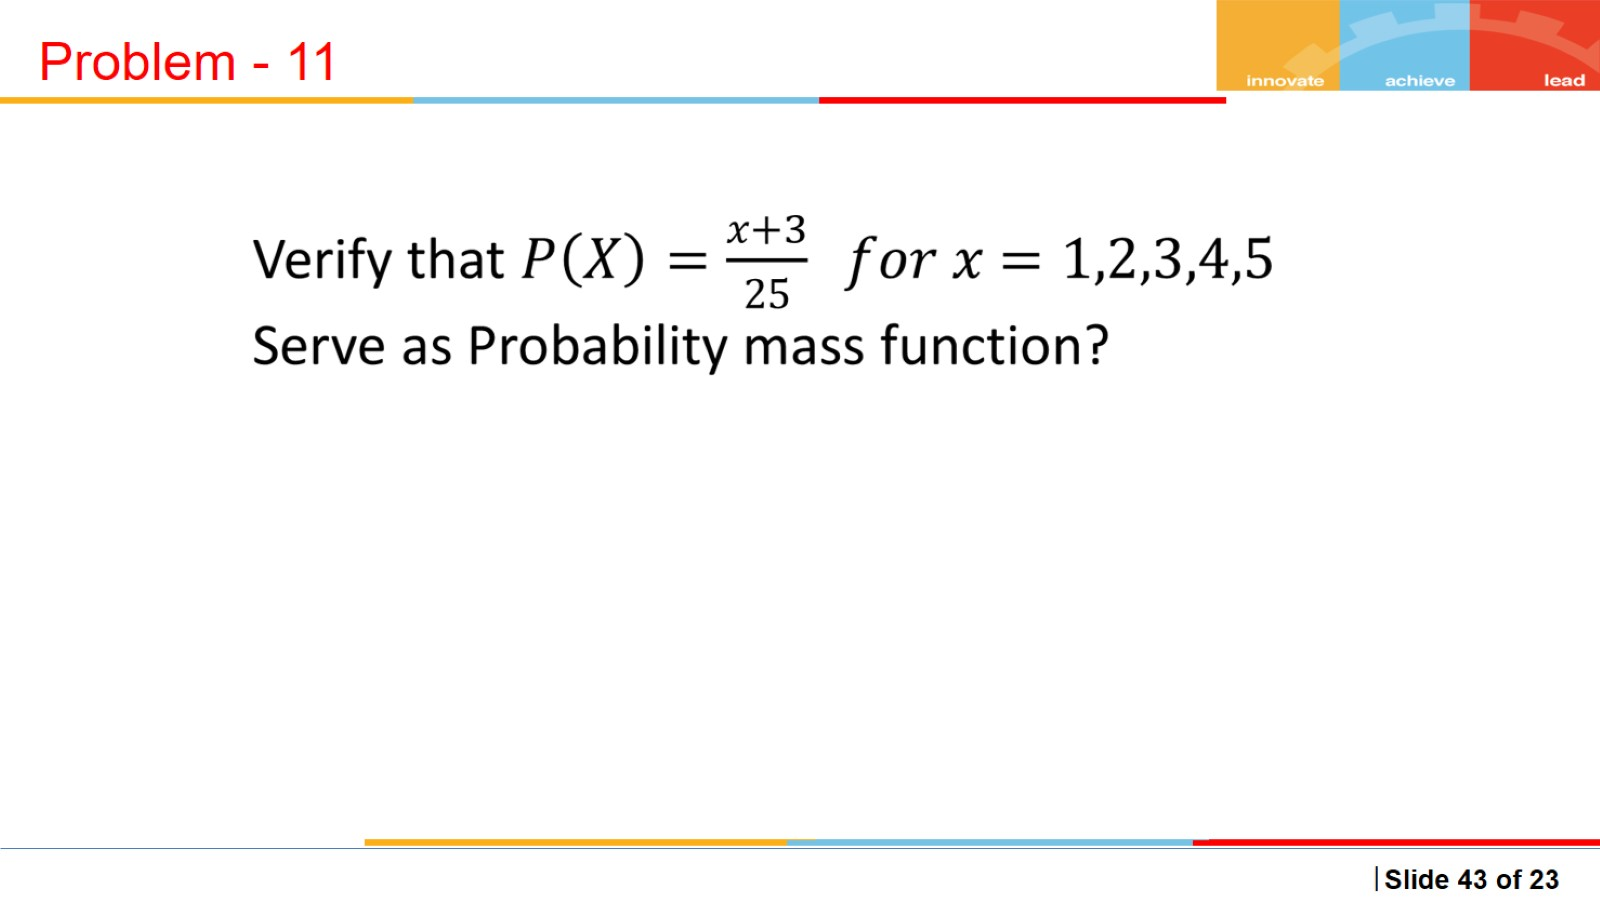 Problem - 11
innovate achieve lead
Verify that P(X) = x+3/25 for x = 1,2,3,4,5
Serve as Probability mass function?
Slide 43 of 23